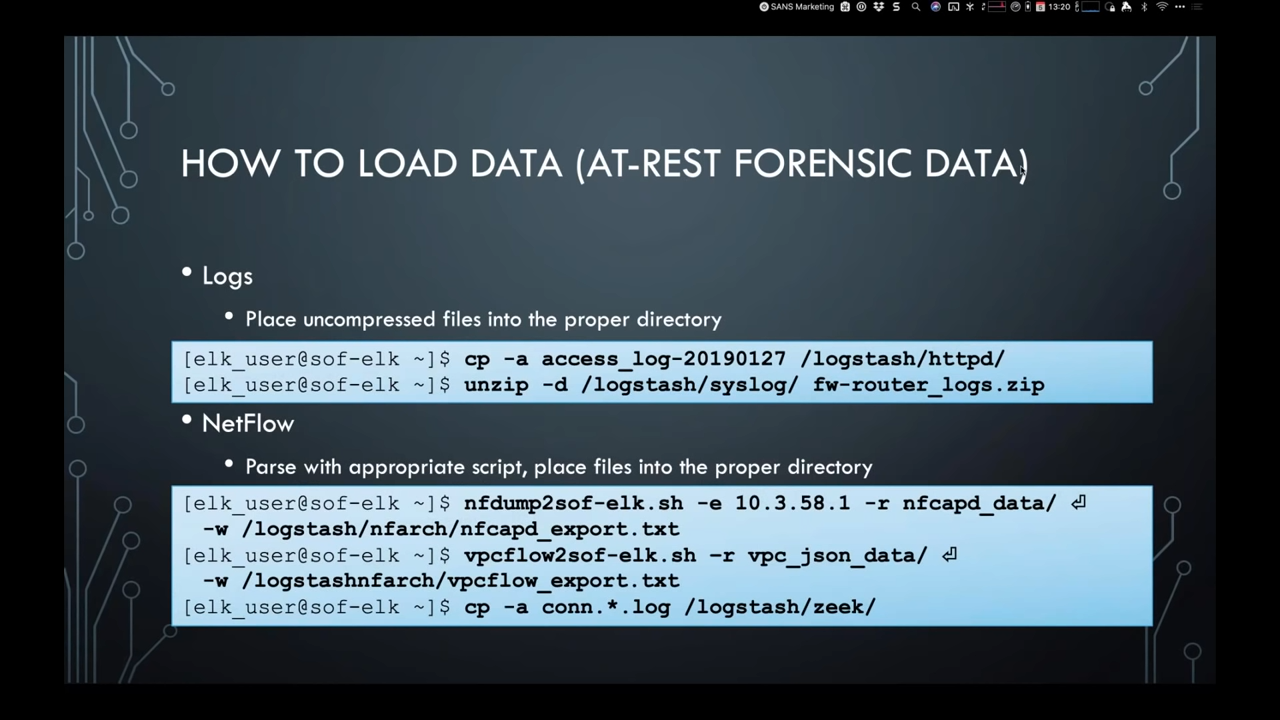 SANS Marketing
13:20
HOW TO LOAD DATA (AT-REST FORENSIC DATA)
• Logs
• Place uncompressed files into the proper directory
[elk_user@sof-elk ~]$ cp -a access_log-20190127 /logstash/httpd/
[elk_user@sof-elk ~]$ unzip -d /logstash/syslog/ fw-router_logs.zip
• NetFlow
• Parse with appropriate script, place files into the proper directory
[elk_user@sof-elk ~]$ nfdump2sof-elk.sh -e 10.3.58.1 -r nfcapd_data/ ⏎
-w /logstash/nfarch/nfcapd_export.txt
[elk_user@sof-elk ~]$ vpcflow2sof-elk.sh –r vpc_json_data/ ⏎
-w /logstashnfarch/vpcflow_export.txt
[elk_user@sof-elk ~]$ cp -a conn.*.log /logstash/zeek/